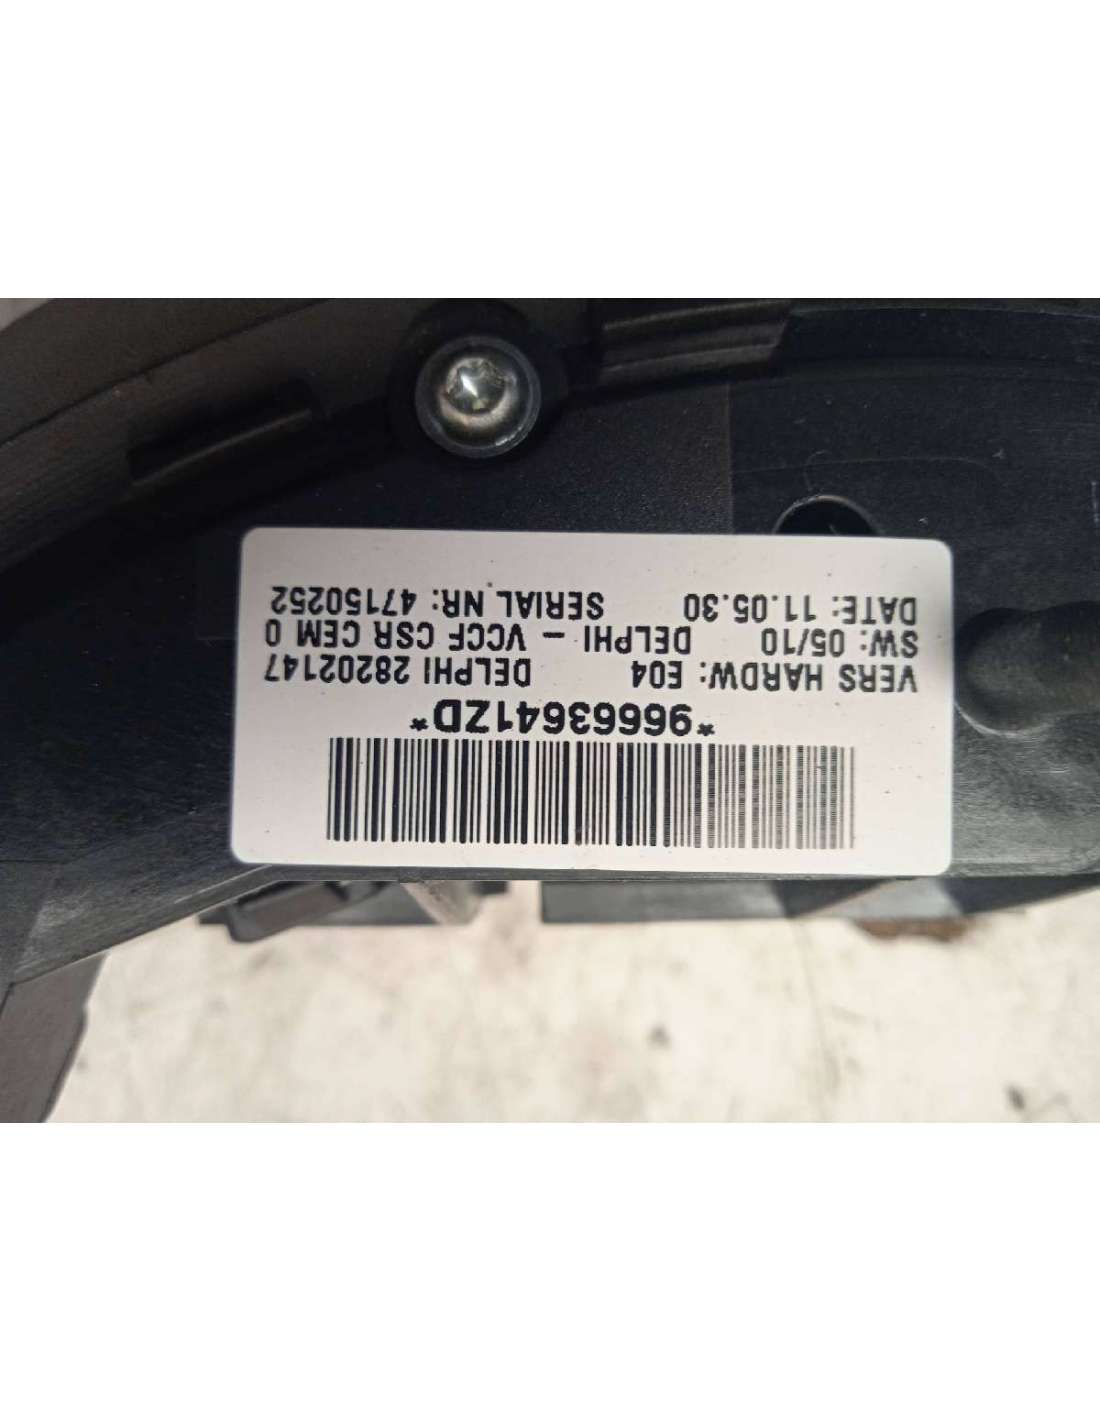 *96663641ZD*
VERS HARDW: E04 DELPHI 28202147
SW: 05/10 DELPHI - VCCF CSR CEM 0
DATE: 11.05.30 SERIAL NR: 47150252